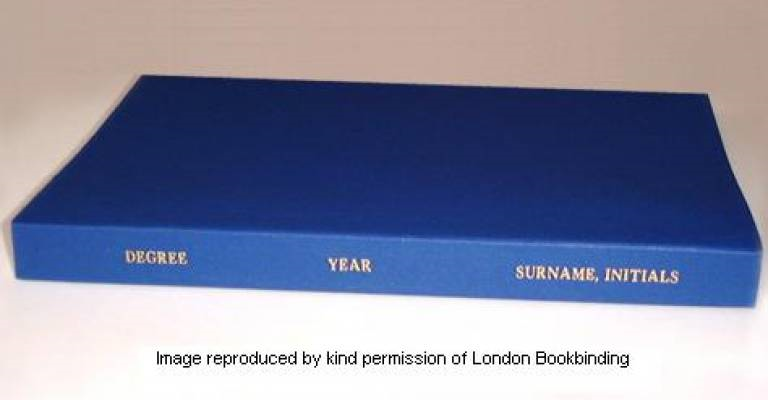 DEGREE YEAR SURNAME, INITIALS
Image reproduced by kind permission of London Bookbinding